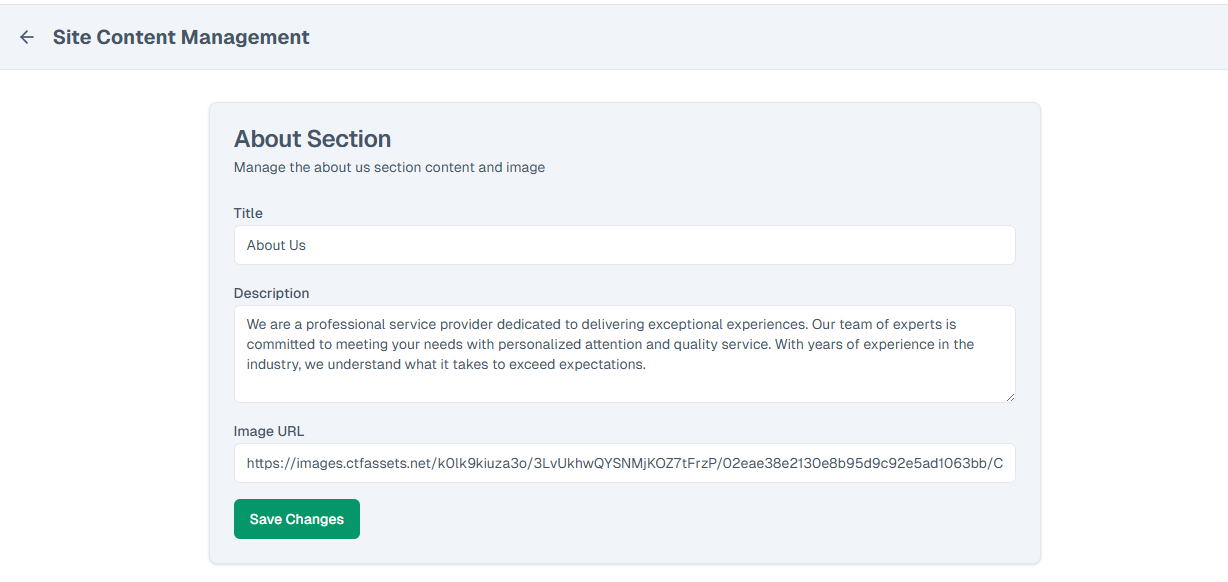 Site Content Management
About Section
Manage the about us section content and image
Title
About Us
Description
We are a professional service provider dedicated to delivering exceptional experiences. Our team of experts is
committed to meeting your needs with personalized attention and quality service. With years of experience in the
industry, we understand what it takes to exceed expectations.
Image URL
https://images.ctfassets.net/k0lk9kiuza3o/3LvUkhwQYSNMjKOZ7tFrzP/02eae38e2130e8b95d9c92e5ad1063bb/C
Save Changes